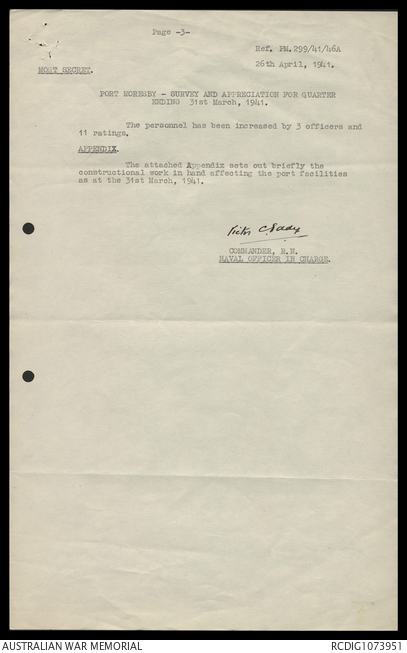 Page -3-
Ref. PM.299/41/46A
MOST SECRET.
26th April, 1941.
PORT MORESBY - SURVEY AND APPRECIATION FOR QUARTER
ENDING 31st March, 1941.
The personnel has been increased by 3 officers and
11 ratings.
APPENDIX.
The attached Appendix sets out briefly the
constructional work in hand affecting the port facilities
as at the 31st March, 1941.
COMMANDER, R.N.
NAVAL OFFICER IN CHARGE.
AUSTRALIAN WAR MEMORIAL
RCDIG1073951